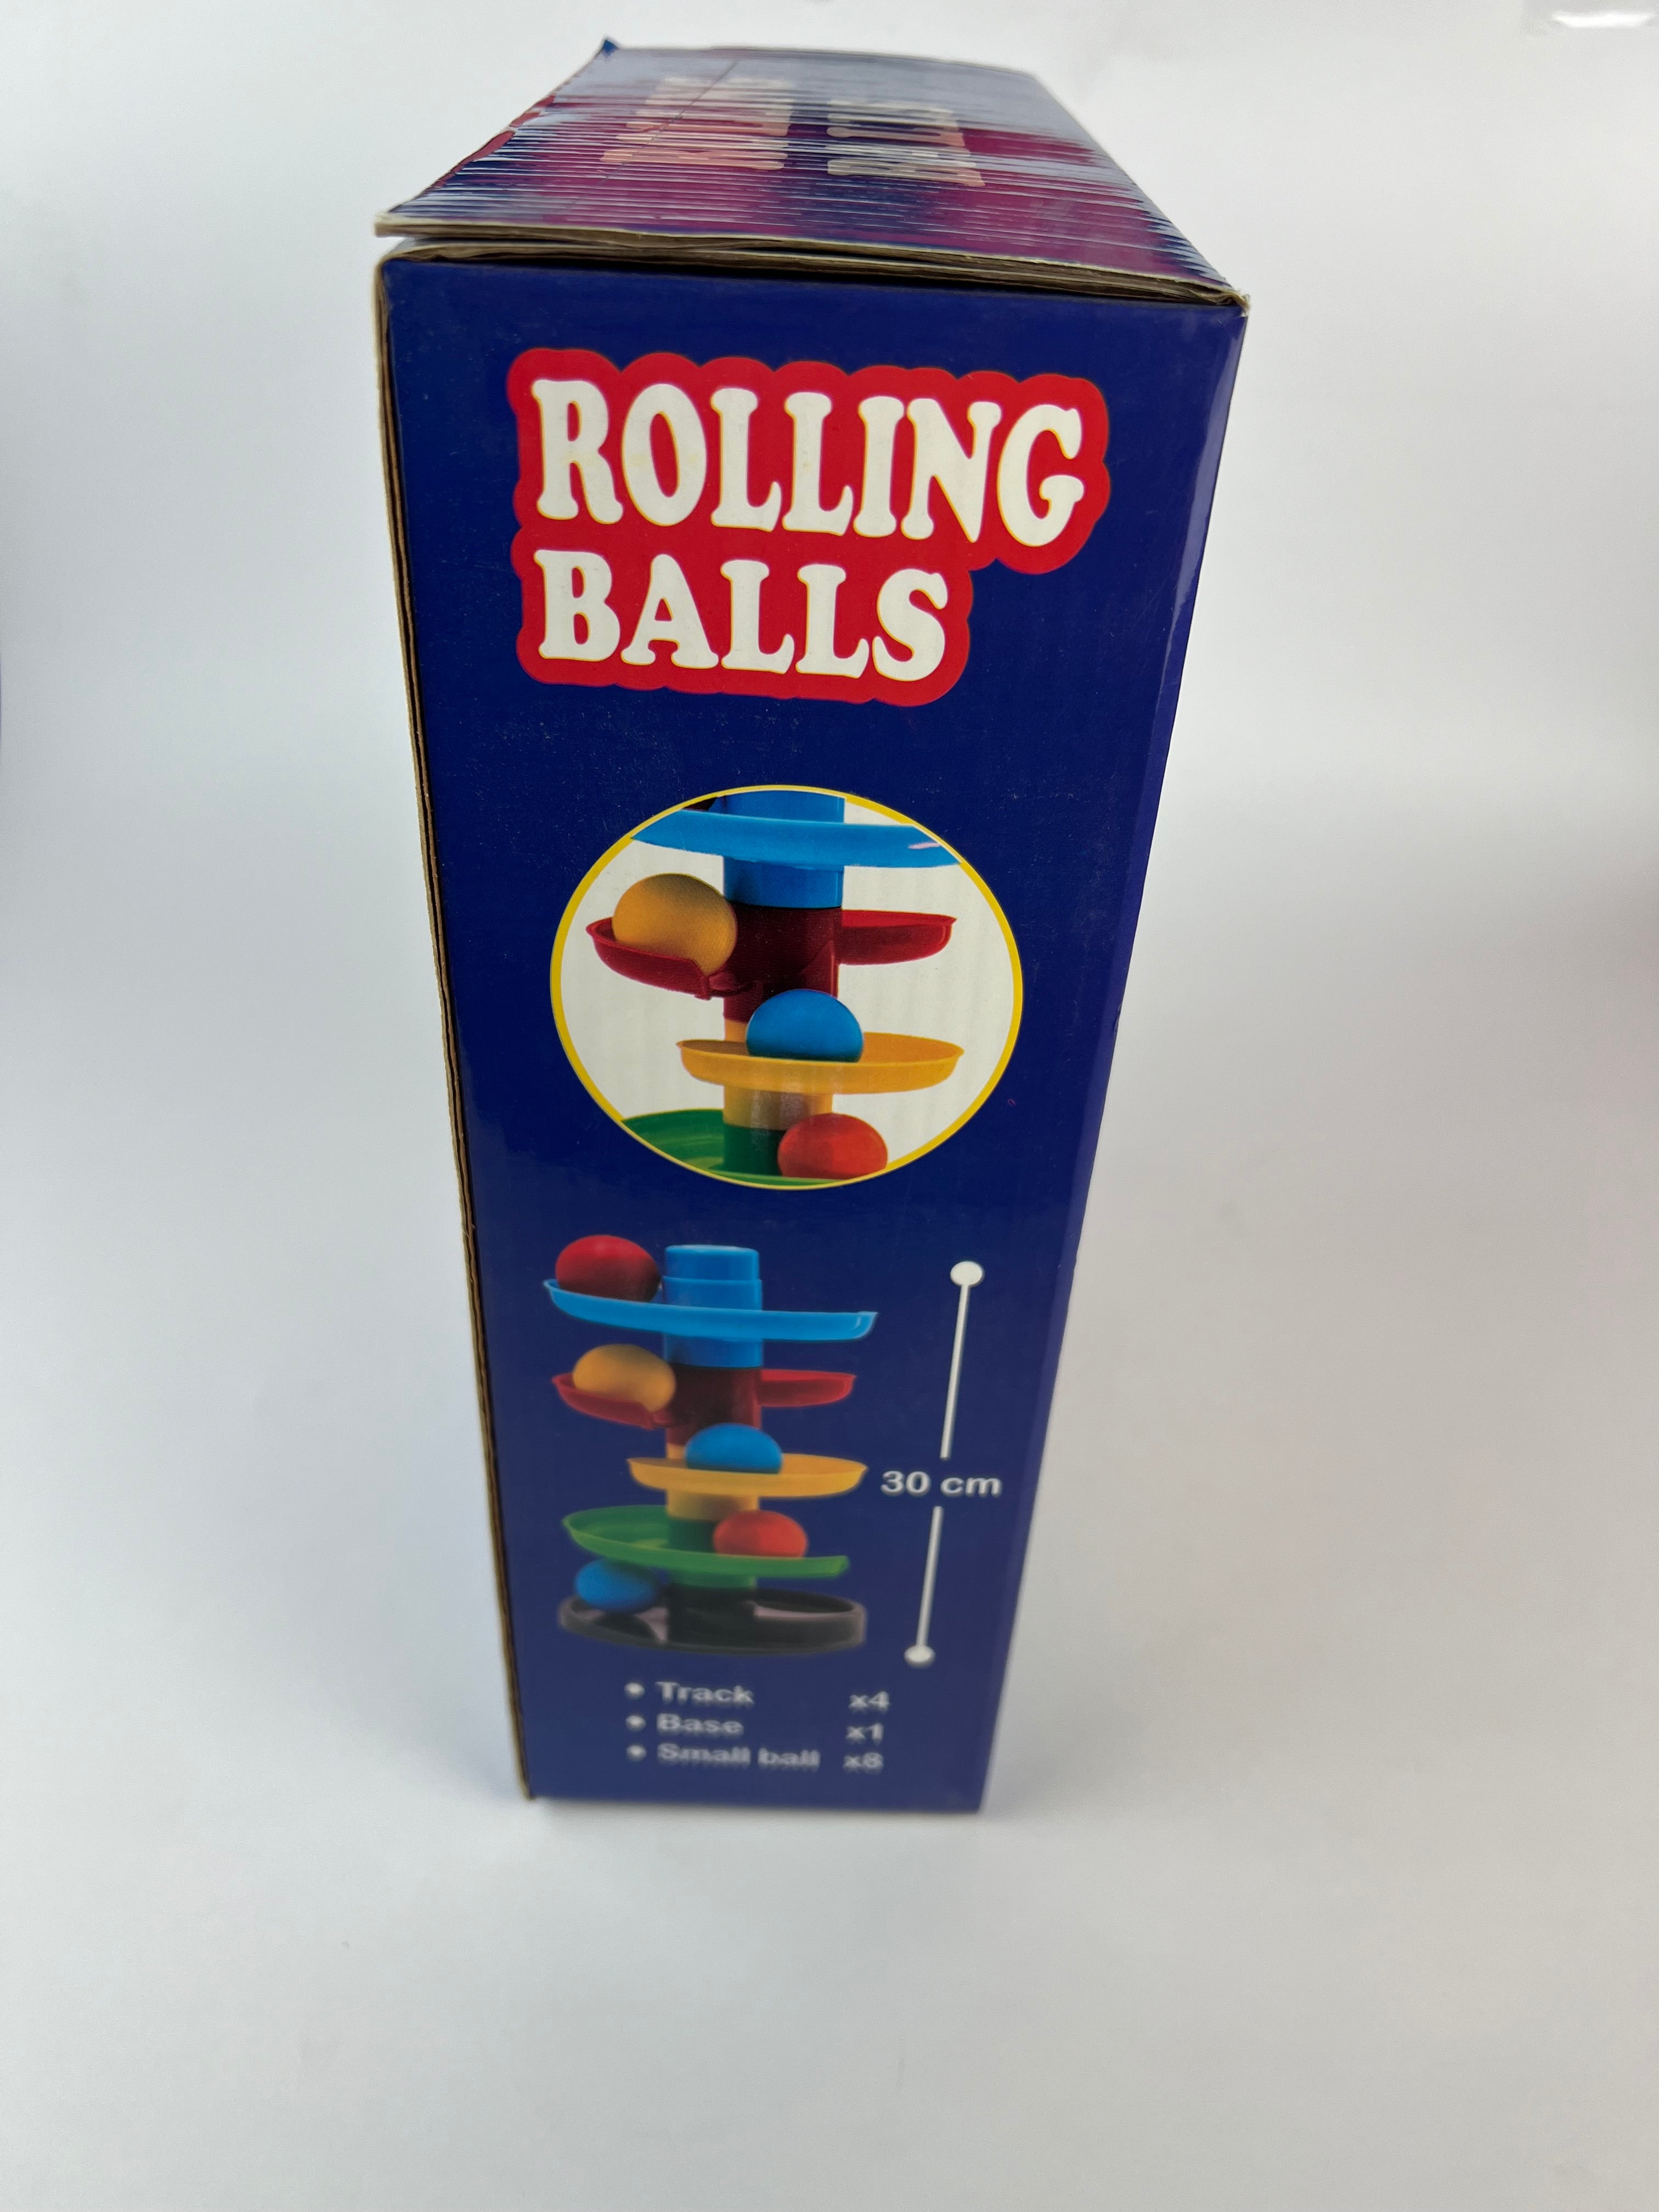 ROLLING
BALLS
30 cm
• Track x4
• Base x1
• Small ball x8